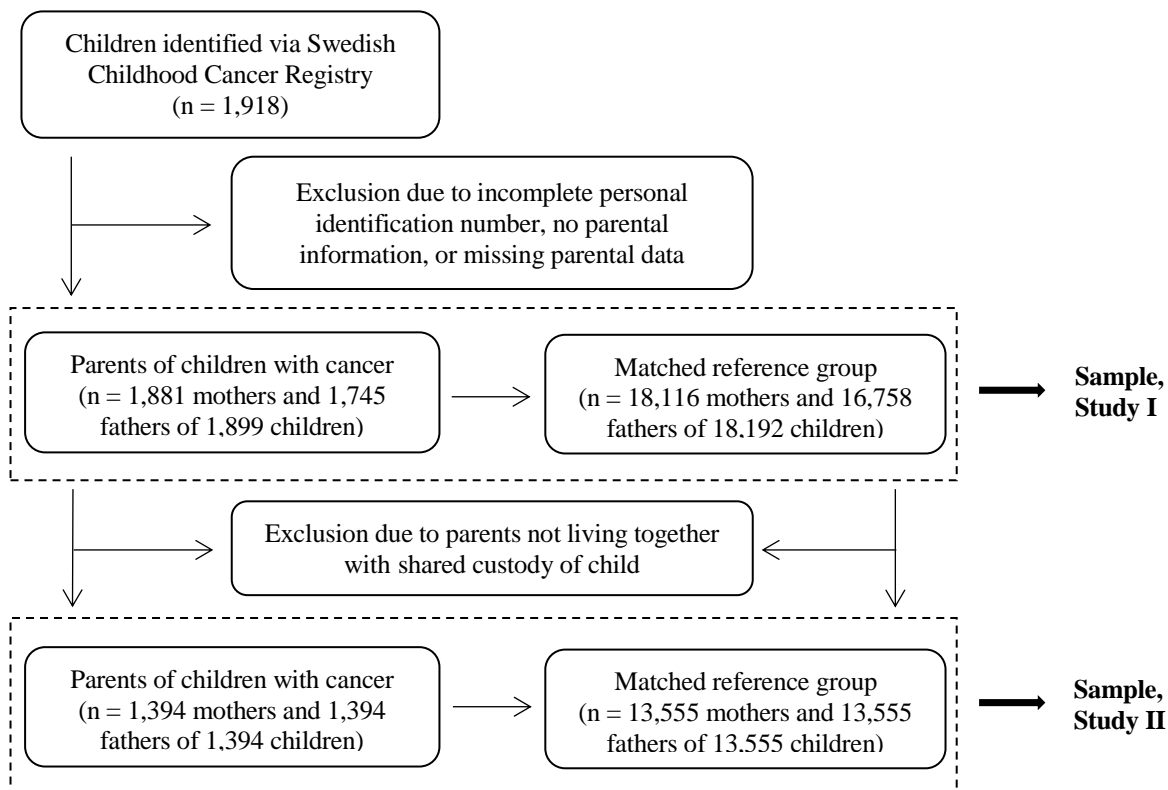 Children identified via Swedish
Childhood Cancer Registry
(n = 1,918)
Exclusion due to incomplete personal
identification number, no parental
information, or missing parental data
Parents of children with cancer
(n = 1,881 mothers and 1,745
fathers of 1,899 children)
Matched reference group
(n = 18,116 mothers and 16,758
fathers of 18,192 children)
Sample,
Study I
Exclusion due to parents not living together
with shared custody of child
Parents of children with cancer
(n = 1,394 mothers and 1,394
fathers of 1,394 children)
Matched reference group
(n = 13,555 mothers and 13,555
fathers of 13,555 children)
Sample,
Study II